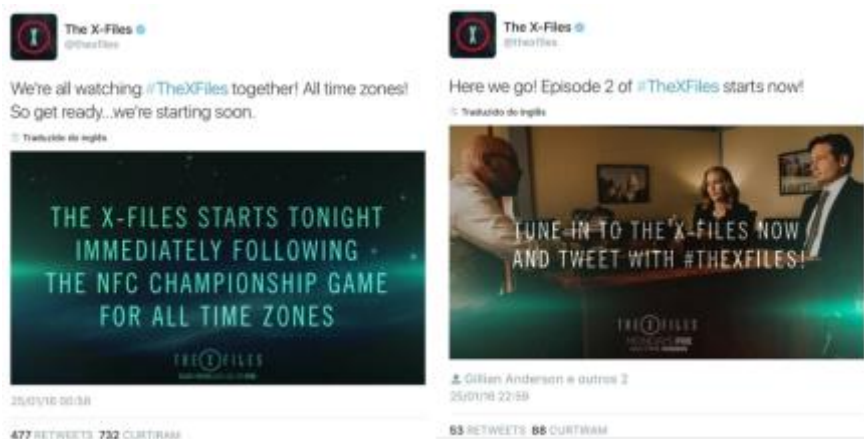 The X-Files
@thexfiles
We're all watching #TheXFiles together! All time zones!
So get ready...we're starting soon.
Traduzido do inglês
THE X-FILES STARTS TONIGHT
IMMEDIATELY FOLLOWING
THE NFC CHAMPIONSHIP GAME
FOR ALL TIME ZONES
THE X FILES
25/01/16 00:58
477 RETWEETS 732 CURTIRAM
The X-Files
@thexfiles
Here we go! Episode 2 of #TheXFiles starts now!
Traduzido do inglês
TUNE IN TO THE X-FILES NOW
AND TWEET WITH #THEXFILES!
THE X FILES
MONDAYS FOX
Gillian Anderson e outros 2
25/01/16 22:59
53 RETWEETS 88 CURTIRAM